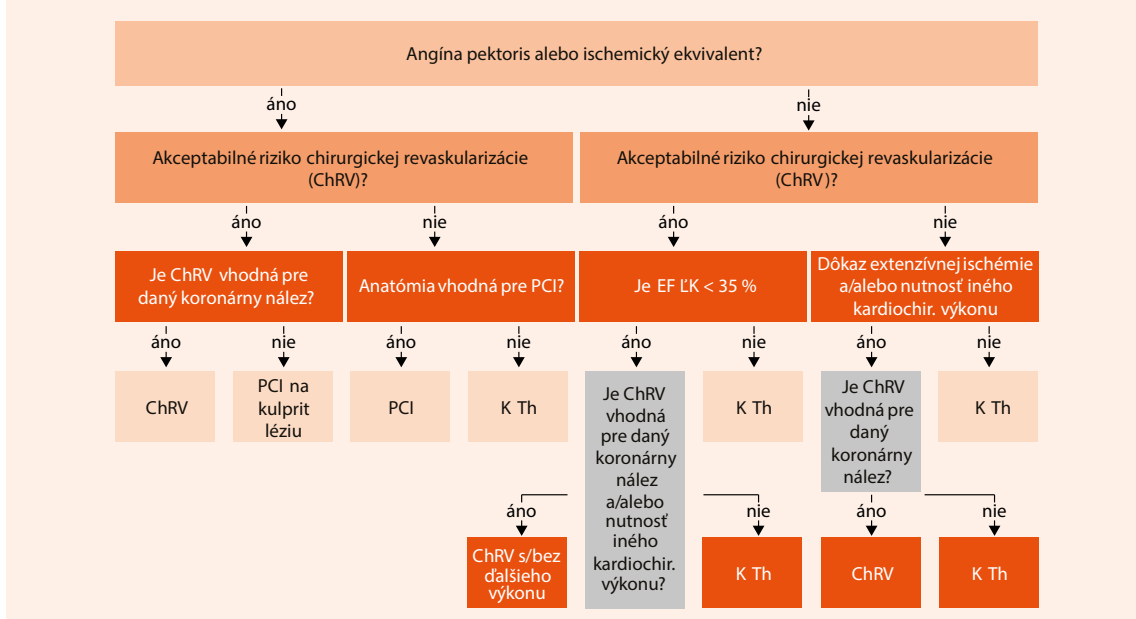 Angína pektoris alebo ischemický ekvivalent?
áno
nie
Akceptabilné riziko chirurgickej revaskularizácie
(ChRV)?
Akceptabilné riziko chirurgickej revaskularizácie
(ChRV)?
áno
nie
áno
nie
Je ChRV vhodná pre
daný koronárny nález?
Anatómia vhodná pre PCI?
Je EF ĽK < 35 %
Dôkaz extenzívnej ischémie
a/alebo nutnosť iného
kardiochir. výkonu
áno
nie
áno
nie
áno
nie
áno
nie
ChRV
PCI na
kulprit
léziu
PCI
K Th
Je ChRV
vhodná
pre daný
koronárny
nález
a/alebo
nutnosť
iného
kardiochir.
výkonu?
K Th
Je ChRV
vhodná pre
daný
koronárny
nález?
K Th
áno
nie
áno
nie
ChRV s/bez
ďalšieho
výkonu
K Th
ChRV
K Th